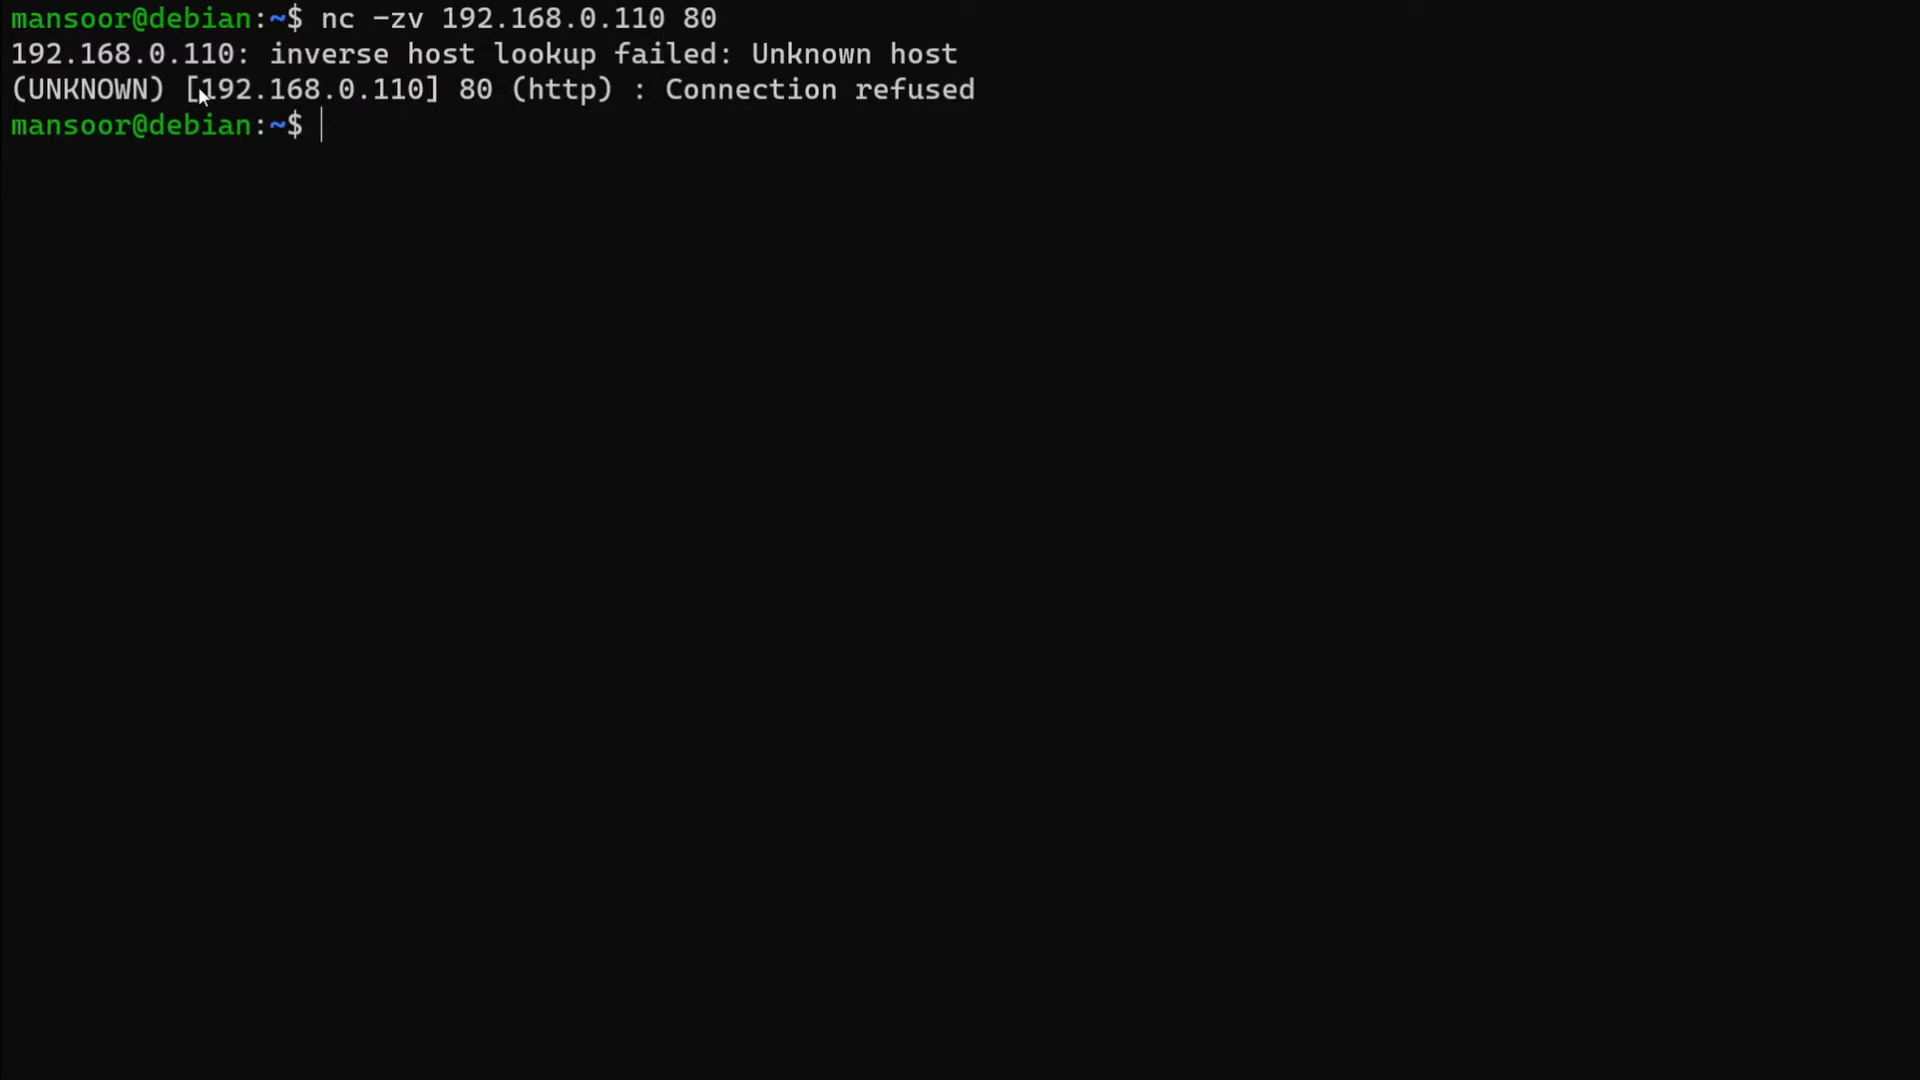 mansoor@debian:~$ nc -zv 192.168.0.110 80
192.168.0.110: inverse host lookup failed: Unknown host
(UNKNOWN) [192.168.0.110] 80 (http) : Connection refused
mansoor@debian:~$